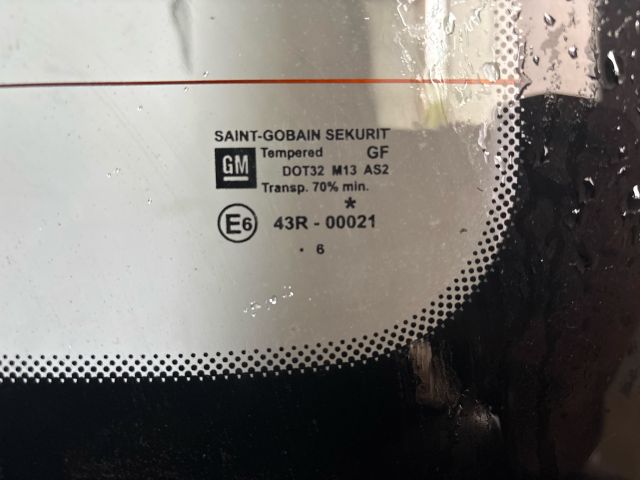 SAINT-GOBAIN SEKURIT
GM Tempered GF
DOT32 M13 AS2
Transp. 70% min.
*
E6 43R - 00021
. 6